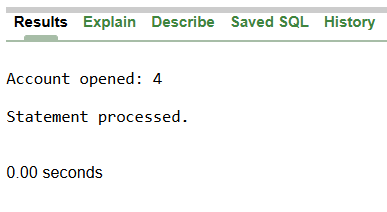 Results Explain Describe Saved SQL History
Account opened: 4
Statement processed.
0.00 seconds